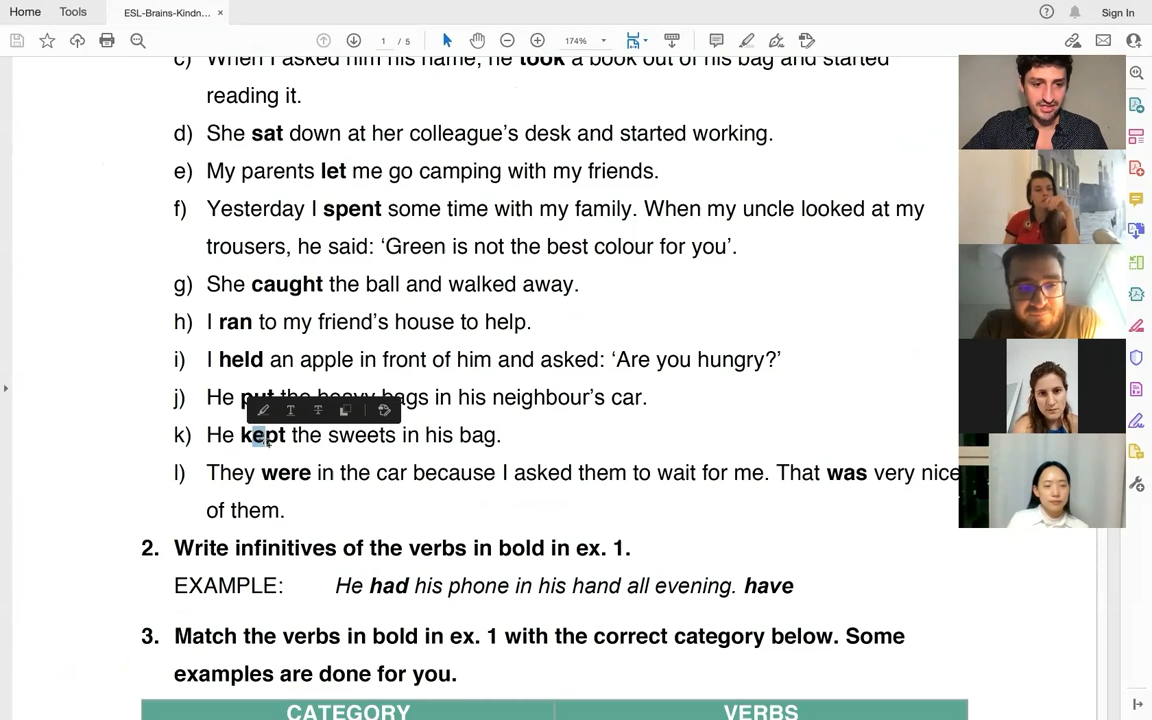 Home Tools ESL-Brains-Kindn... × Sign In
1 / 5 174%
c) When I asked him his name, he took a book out of his bag and started
reading it.
d) She sat down at her colleague's desk and started working.
e) My parents let me go camping with my friends.
f) Yesterday I spent some time with my family. When my uncle looked at my
trousers, he said: 'Green is not the best colour for you'.
g) She caught the ball and walked away.
h) I ran to my friend's house to help.
i) I held an apple in front of him and asked: 'Are you hungry?'
j) He put the heavy bags in his neighbour's car.
k) He kept the sweets in his bag.
l) They were in the car because I asked them to wait for me. That was very nice
of them.
2. Write infinitives of the verbs in bold in ex. 1.
EXAMPLE: He had his phone in his hand all evening. have
3. Match the verbs in bold in ex. 1 with the correct category below. Some
examples are done for you.
CATEGORY VERBS